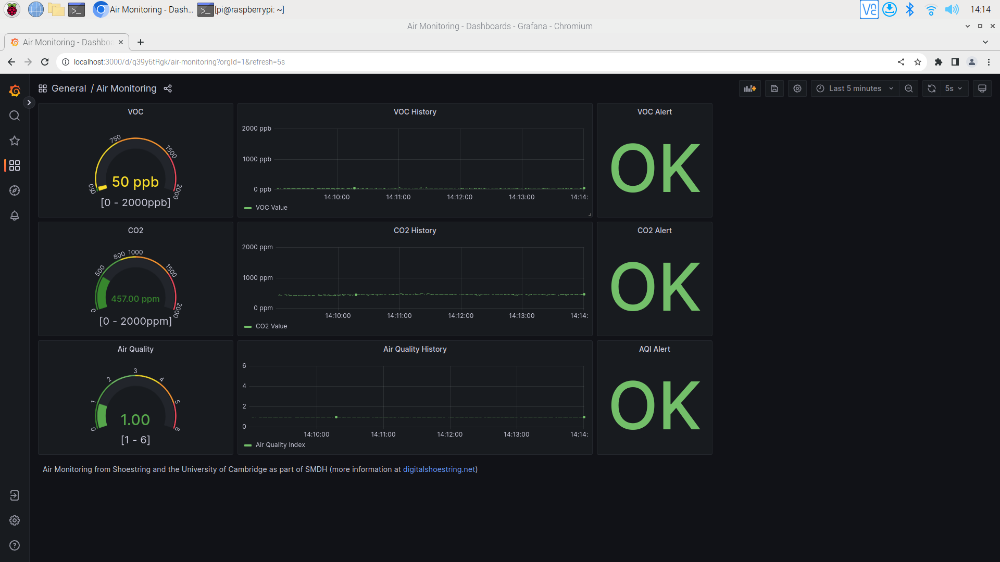 Air Monitoring - Dash...
[pi@raspberrypi: ~]
14:14
Air Monitoring - Dashboards - Grafana - Chromium
Air Monitoring - Dashboa
localhost:3000/d/q39y6tRgk/air-monitoring?orgId=1&refresh=5s
General / Air Monitoring
Last 5 minutes
5s
VOC
750
1500
2000
50 ppb
[0 - 2000ppb]
VOC History
2000 ppb
1000 ppb
0 ppb
14:10:00
14:11:00
14:12:00
14:13:00
14:14:
VOC Value
VOC Alert
OK
CO2
0
500
800
1000
1500
2000
457.00 ppm
[0 - 2000ppm]
CO2 History
2000 ppm
1000 ppm
0 ppm
14:10:00
14:11:00
14:12:00
14:13:00
14:14:
CO2 Value
CO2 Alert
OK
Air Quality
0
1
2
3
4
5
6
1.00
[1 - 6]
Air Quality History
6
4
2
0
14:10:00
14:11:00
14:12:00
14:13:00
14:14:
Air Quality Index
AQI Alert
OK
Air Monitoring from Shoestring and the University of Cambridge as part of SMDH (more information at digitalshoestring.net)